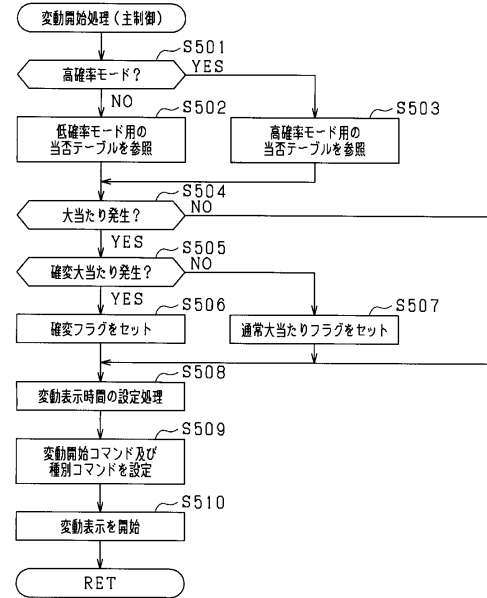 変動開始処理(主制御)
S501
高確率モード?
YES
NO
S502
S503
低確率モード用の
当否テーブルを参照
高確率モード用の
当否テーブルを参照
S504
大当たり発生?
NO
YES
S505
確変大当たり発生?
NO
YES
S506
S507
確変フラグをセット
通常大当たりフラグをセット
S508
変動表示時間の設定処理
S509
変動開始コマンド及び
種別コマンドを設定
S510
変動表示を開始
RET